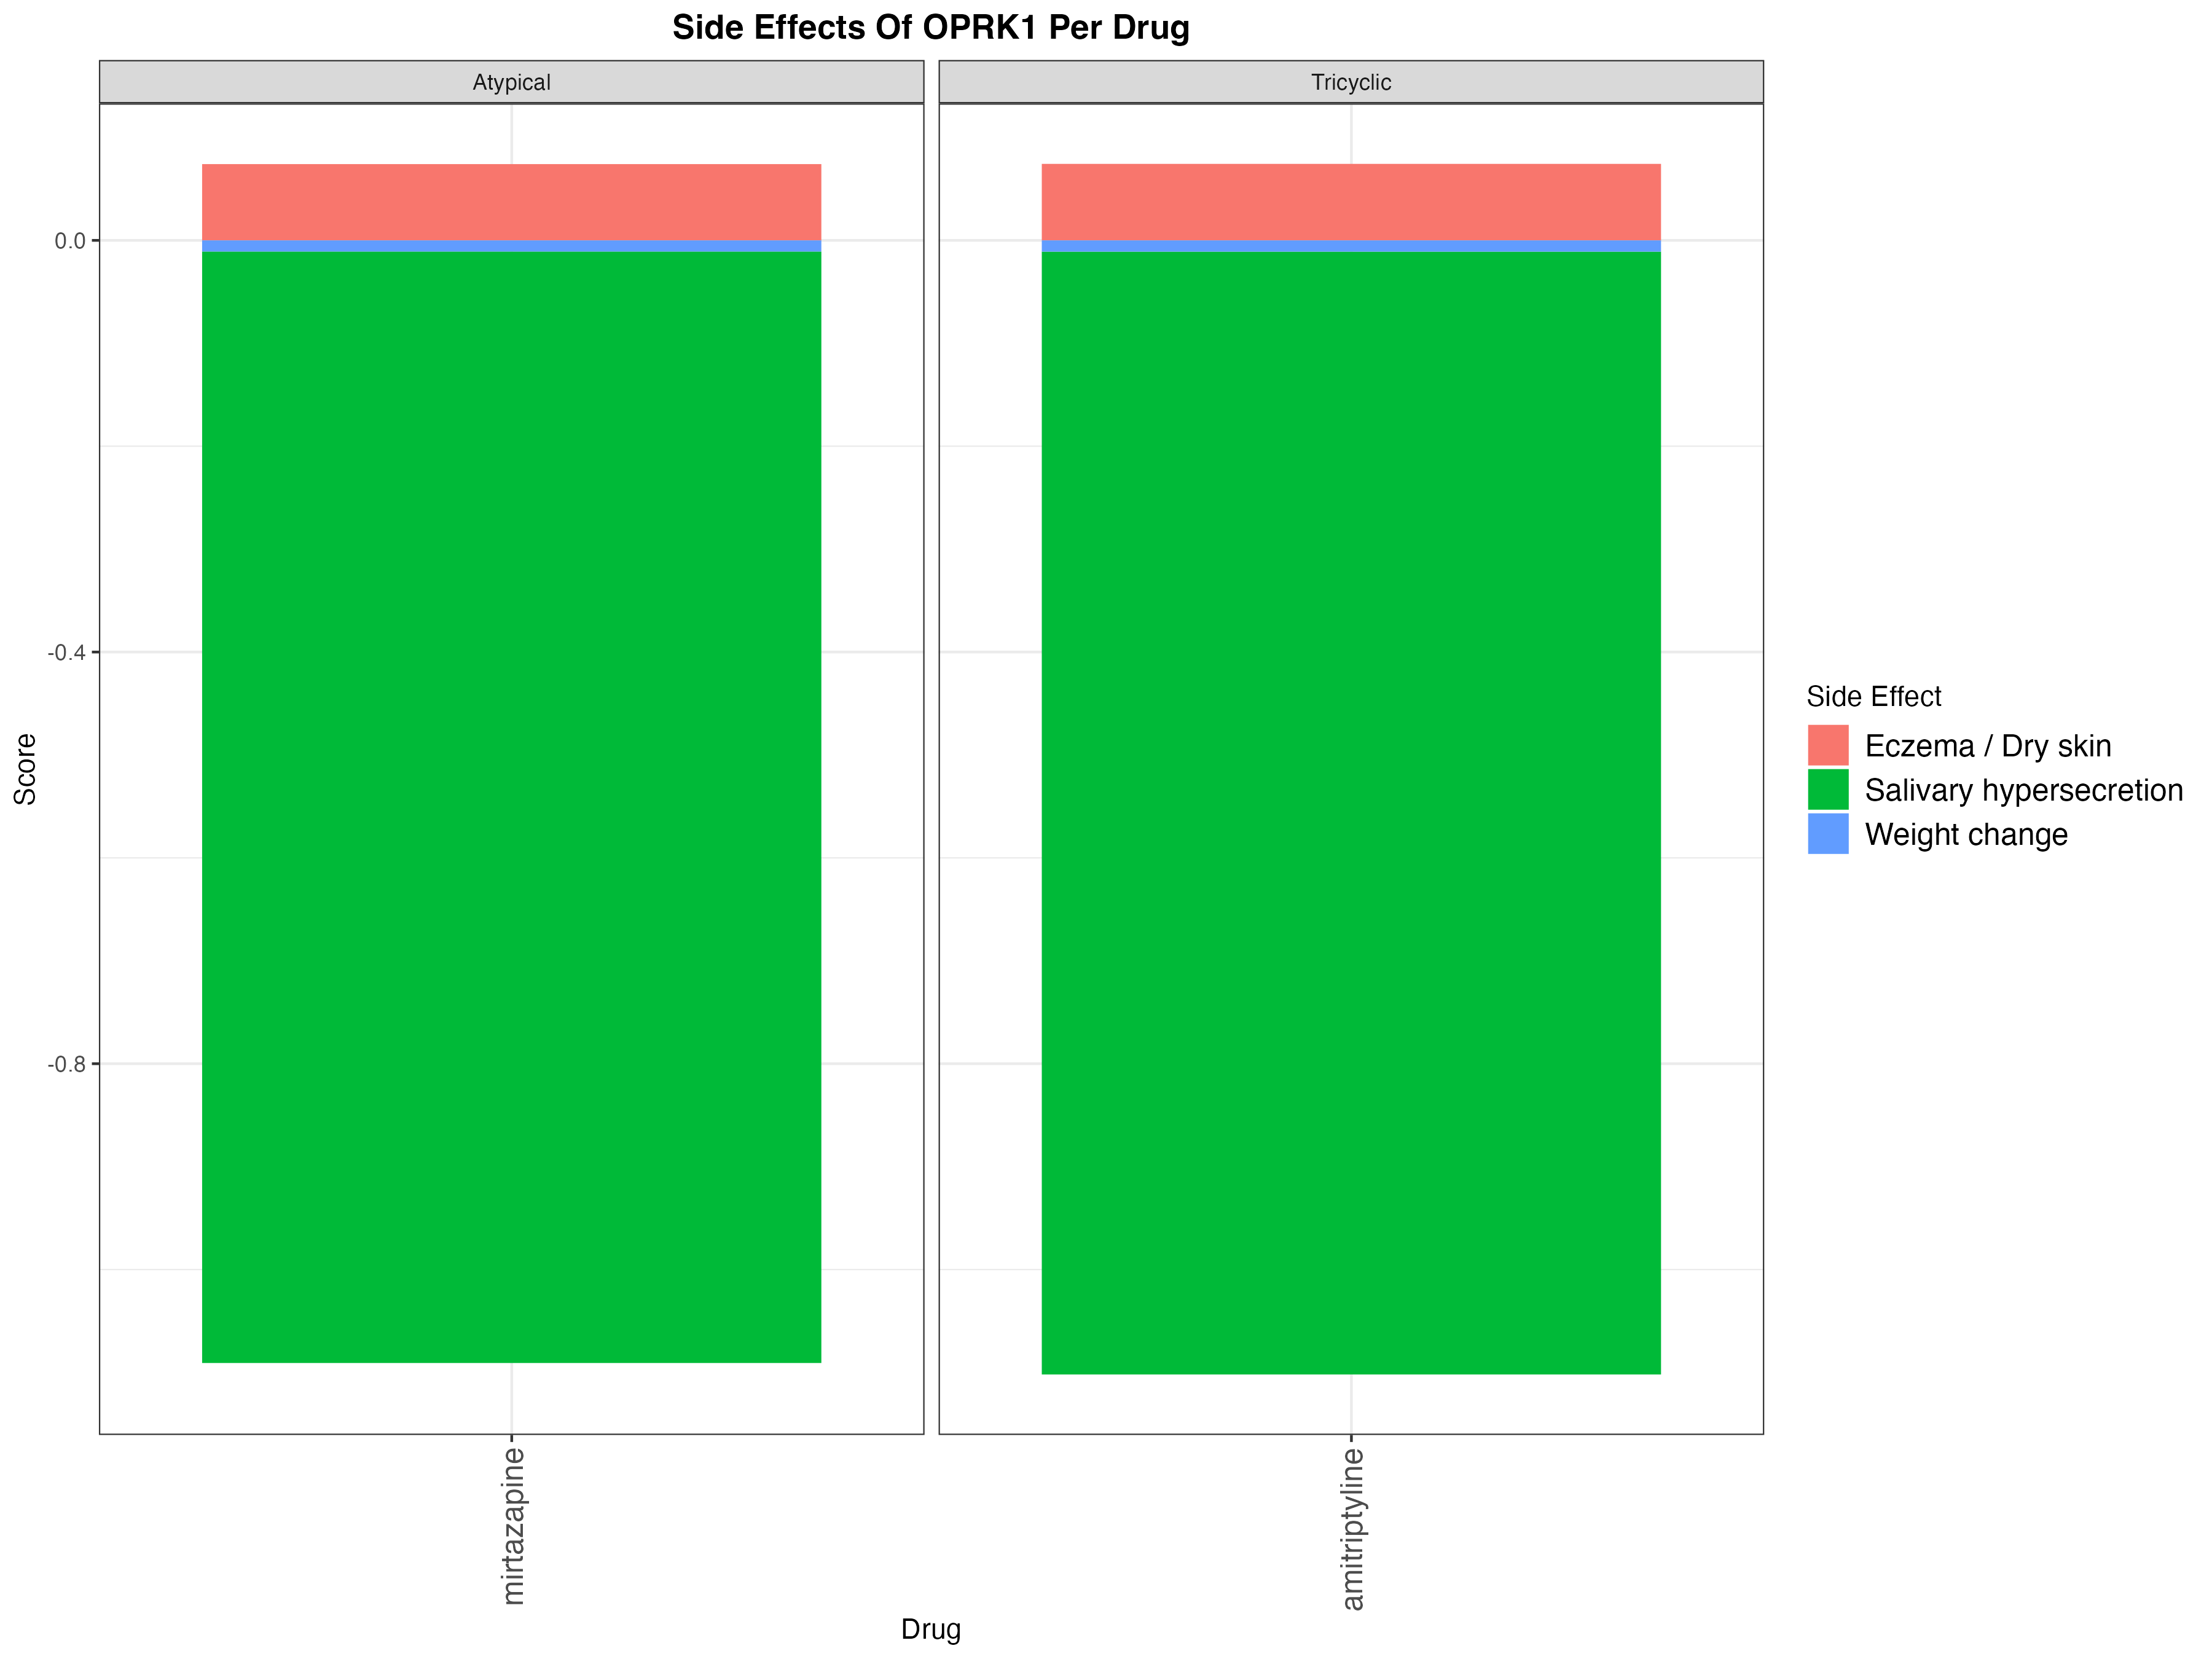 Side Effects Of OPRK1 Per Drug
Atypical
Tricyclic
0.0
-0.4
-0.8
Score
mirtazapine
amitriptyline
Drug
Side Effect
Eczema / Dry skin
Salivary hypersecretion
Weight change